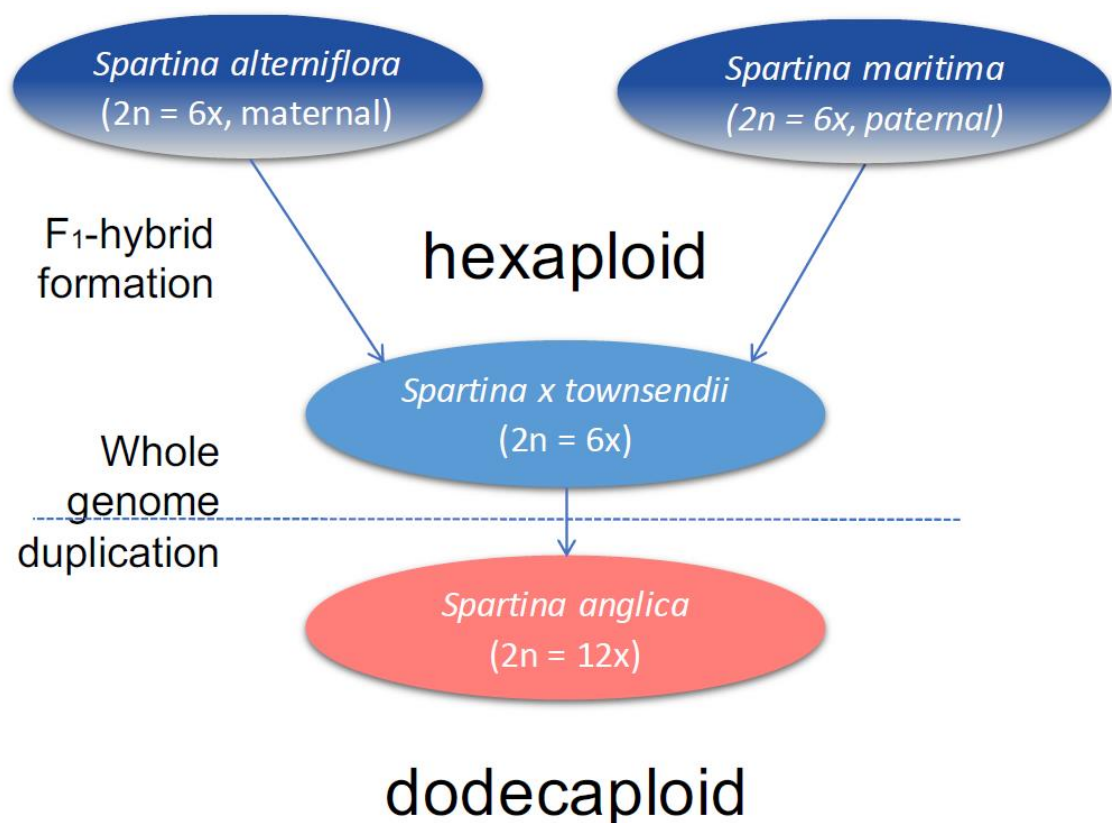 Spartina alterniflora
(2n = 6x, maternal)
Spartina maritima
(2n = 6x, paternal)
F₁-hybrid
formation
hexaploid
Spartina x townsendii
(2n = 6x)
Whole
genome
duplication
Spartina anglica
(2n = 12x)
dodecaploid